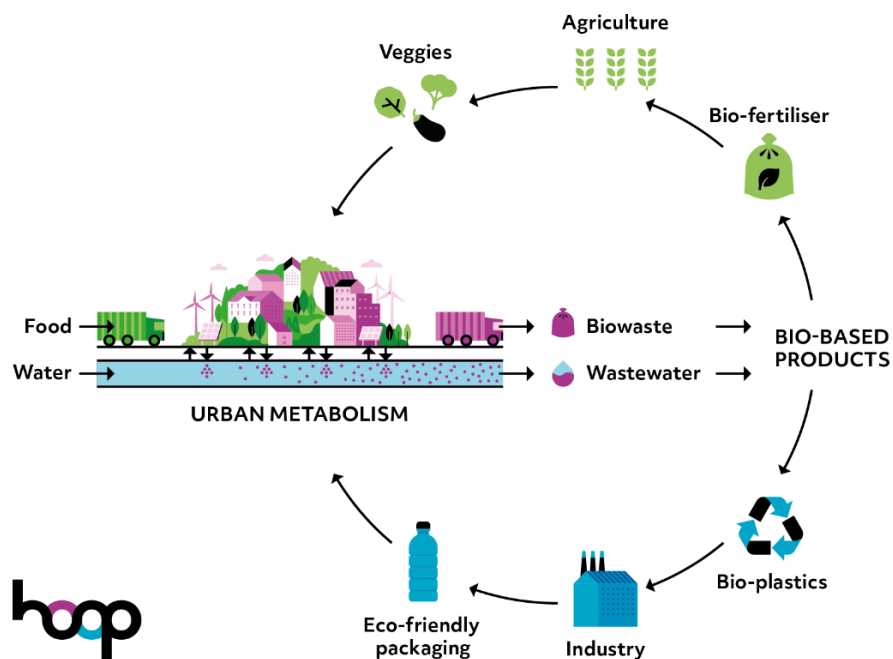 Agriculture
Veggies
Bio-fertiliser
Food
Biowaste
BIO-BASED
PRODUCTS
Water
Wastewater
URBAN METABOLISM
Bio-plastics
Eco-friendly
packaging
Industry
hoop